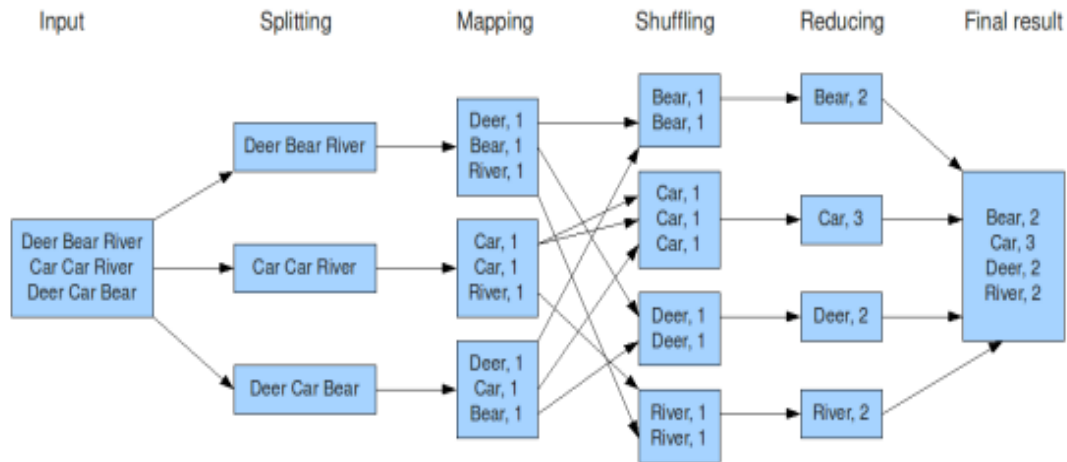 Input
Splitting
Mapping
Shuffling
Reducing
Final result
Deer Bear River
Car Car River
Deer Car Bear
Deer Bear River
Car Car River
Deer Car Bear
Deer, 1
Bear, 1
River, 1
Car, 1
Car, 1
River, 1
Deer, 1
Car, 1
Bear, 1
Bear, 1
Bear, 1
Car, 1
Car, 1
Car, 1
Deer, 1
Deer, 1
River, 1
River, 1
Bear, 2
Car, 3
Deer, 2
River, 2
Bear, 2
Car, 3
Deer, 2
River, 2